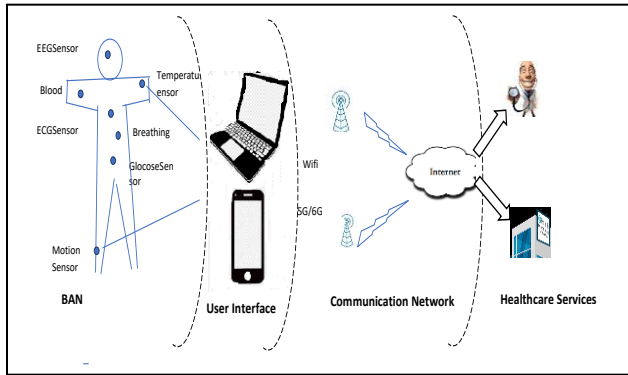 EEGSensor
Temperatu
ensor
Blood
ECGSensor
Breathing
GlocoseSen
sor
Motion
Sensor
BAN
User Interface
Wifi
5G/6G
Internet
Communication Network
Healthcare Services